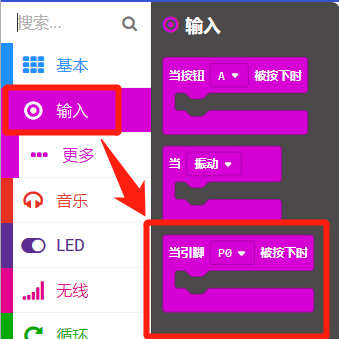 搜索...
基本
输入
更多
音乐
LED
无线
循环
输入
当按钮 A 被按下时
当 振动
当引脚 P0 被按下时